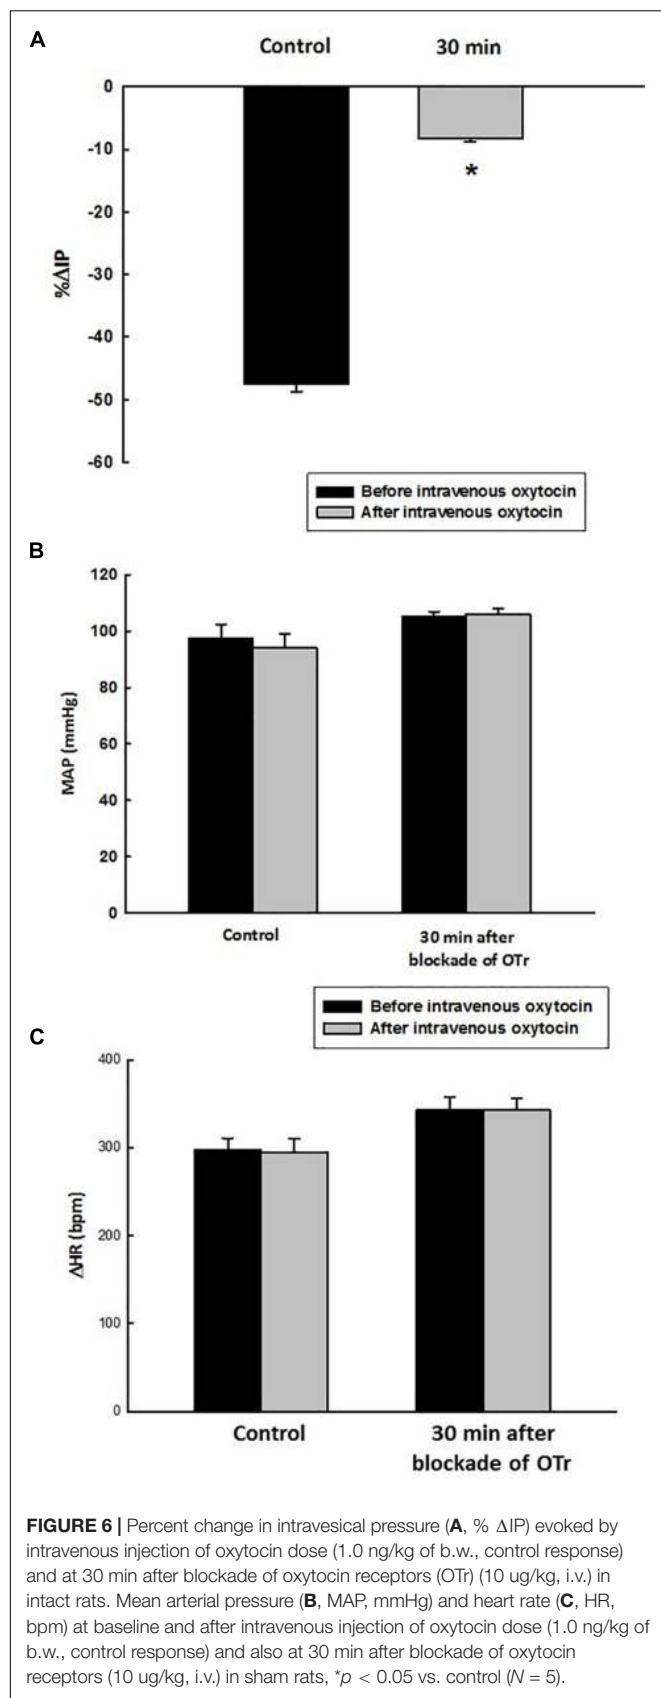 A
Control 30 min
0
-10
*
-20
-30
-40
-50
-60
%ΔIP
Before intravenous oxytocin
After intravenous oxytocin
B
120
100
80
60
40
20
0
MAP (mmHg)
Control
30 min after
blockade of OTr
Before intravenous oxytocin
After intravenous oxytocin
C
400
300
200
100
0
ΔHR (bpm)
Control
30 min after
blockade of OTr
FIGURE 6 | Percent change in intravesical pressure (A, % ΔIP) evoked by
intravenous injection of oxytocin dose (1.0 ng/kg of b.w., control response)
and at 30 min after blockade of oxytocin receptors (OTr) (10 ug/kg, i.v.) in
intact rats. Mean arterial pressure (B, MAP, mmHg) and heart rate (C, HR,
bpm) at baseline and after intravenous injection of oxytocin dose (1.0 ng/kg of
b.w., control response) and also at 30 min after blockade of oxytocin
receptors (10 ug/kg, i.v.) in sham rats, *p < 0.05 vs. control (N = 5).